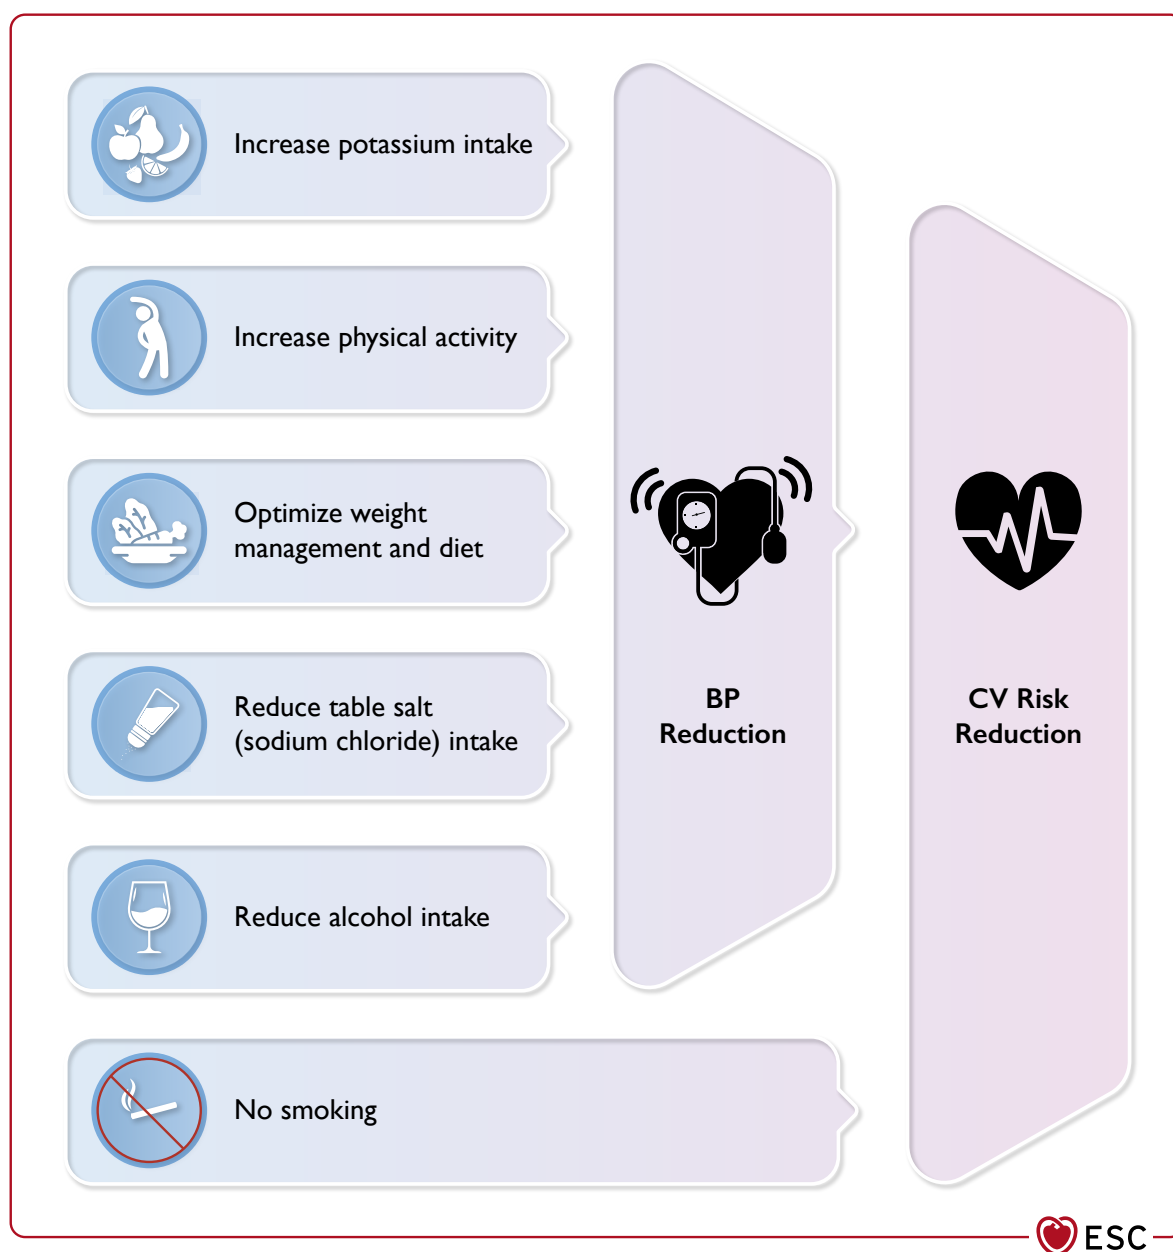 Increase potassium intake
Increase physical activity
Optimize weight
management and diet
Reduce table salt
(sodium chloride) intake
Reduce alcohol intake
No smoking
BP
Reduction
CV Risk
Reduction
ESC